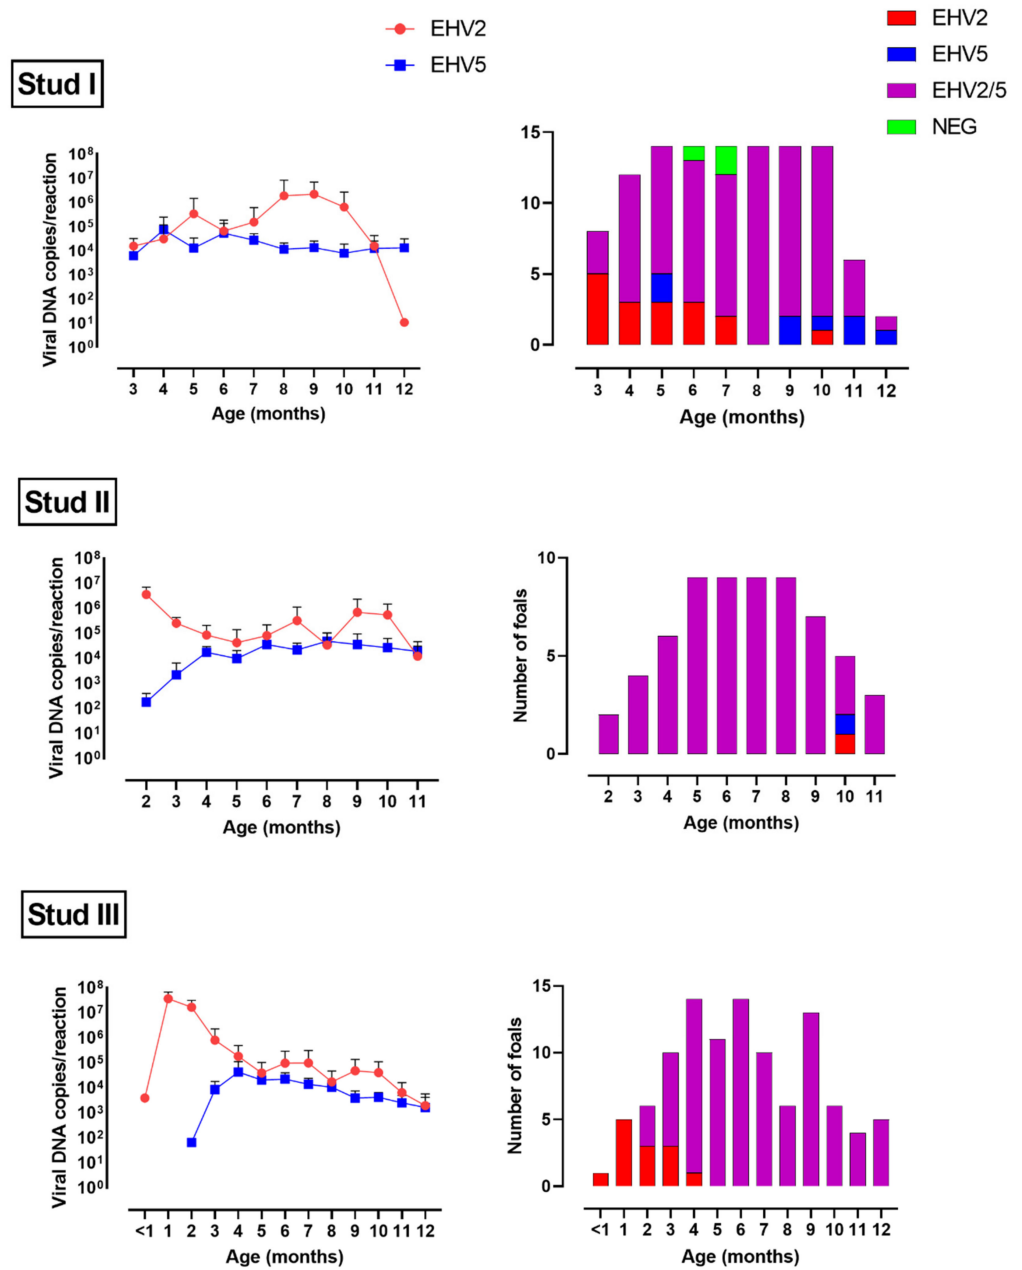 EHV2
EHV5
EHV2
EHV5
EHV2/5
NEG
Stud I
Viral DNA copies/reaction
10⁸
10⁷
10⁶
10⁵
10⁴
10³
10²
10¹
10⁰
3 4 5 6 7 8 9 10 11 12
Age (months)
15
10
5
0
3 4 5 6 7 8 9 10 11 12
Age (months)
Stud II
Viral DNA copies/reaction
10⁸
10⁷
10⁶
10⁵
10⁴
10³
10²
10¹
10⁰
2 3 4 5 6 7 8 9 10 11
Age (months)
Number of foals
10
5
0
2 3 4 5 6 7 8 9 10 11
Age (months)
Stud III
Viral DNA copies/reaction
10⁸
10⁷
10⁶
10⁵
10⁴
10³
10²
10¹
10⁰
<1 1 2 3 4 5 6 7 8 9 10 11 12
Age (months)
Number of foals
15
10
5
0
<1 1 2 3 4 5 6 7 8 9 10 11 12
Age (months)